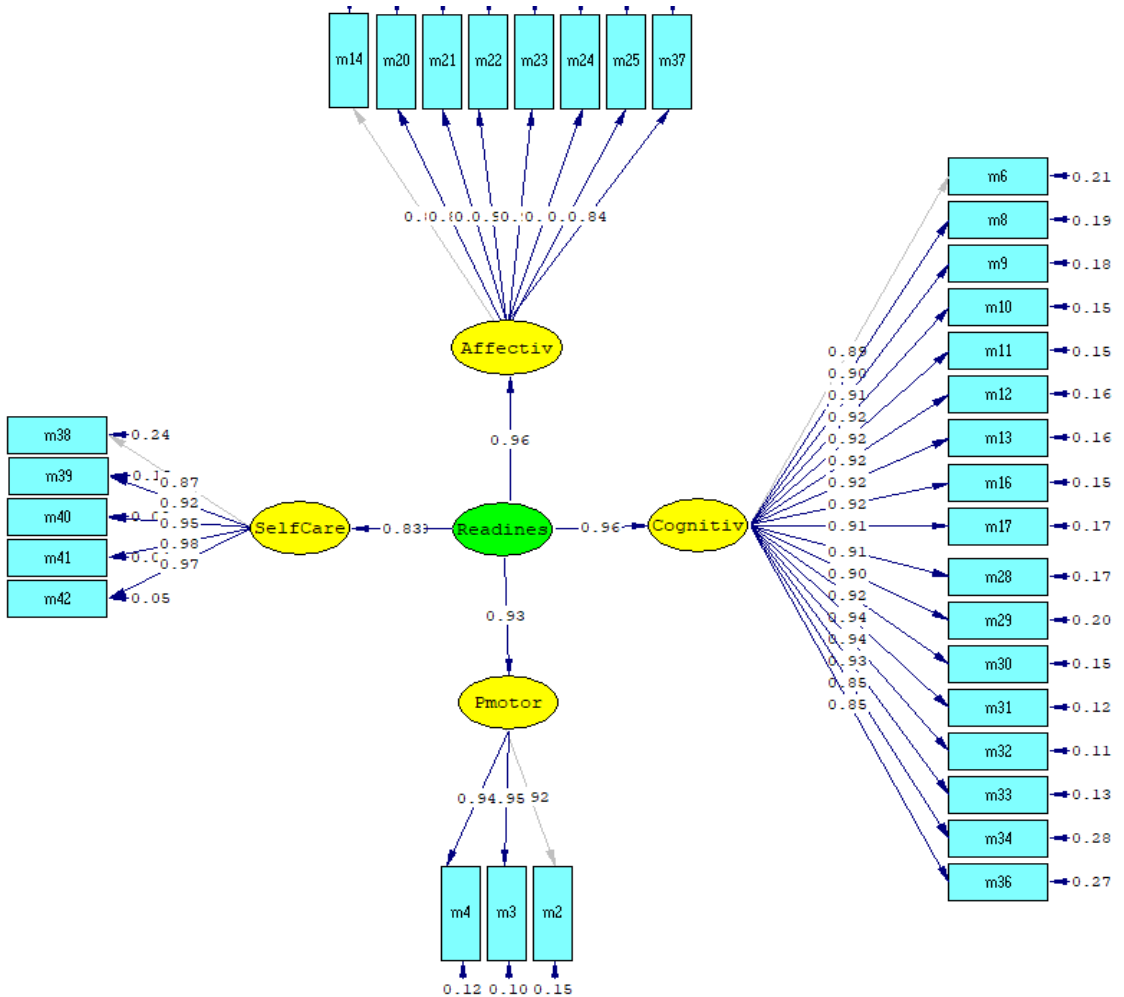 m14 m20 m21 m22 m23 m24 m25 m37
0.84
Affectiv
0.96
m6 0.21
m8 0.19
m9 0.18
m10 0.15
m11 0.15
m12 0.16
m13 0.16
m16 0.15
m17 0.17
m28 0.17
m29 0.20
m30 0.15
m31 0.12
m32 0.11
m33 0.13
m34 0.28
m36 0.27
0.89
0.90
0.91
0.92
0.92
0.92
0.92
0.92
0.91
0.91
0.90
0.92
0.94
0.94
0.93
0.85
0.85
m38 0.24
m39
m40
m41
m42 0.05
0.87
0.92
0.95
0.98
0.97
SelfCare 0.83 Readines 0.96 Cognitiv
0.93
Pmotor
0.94 .95 92
m4 m3 m2
0.12 0.10 0.15